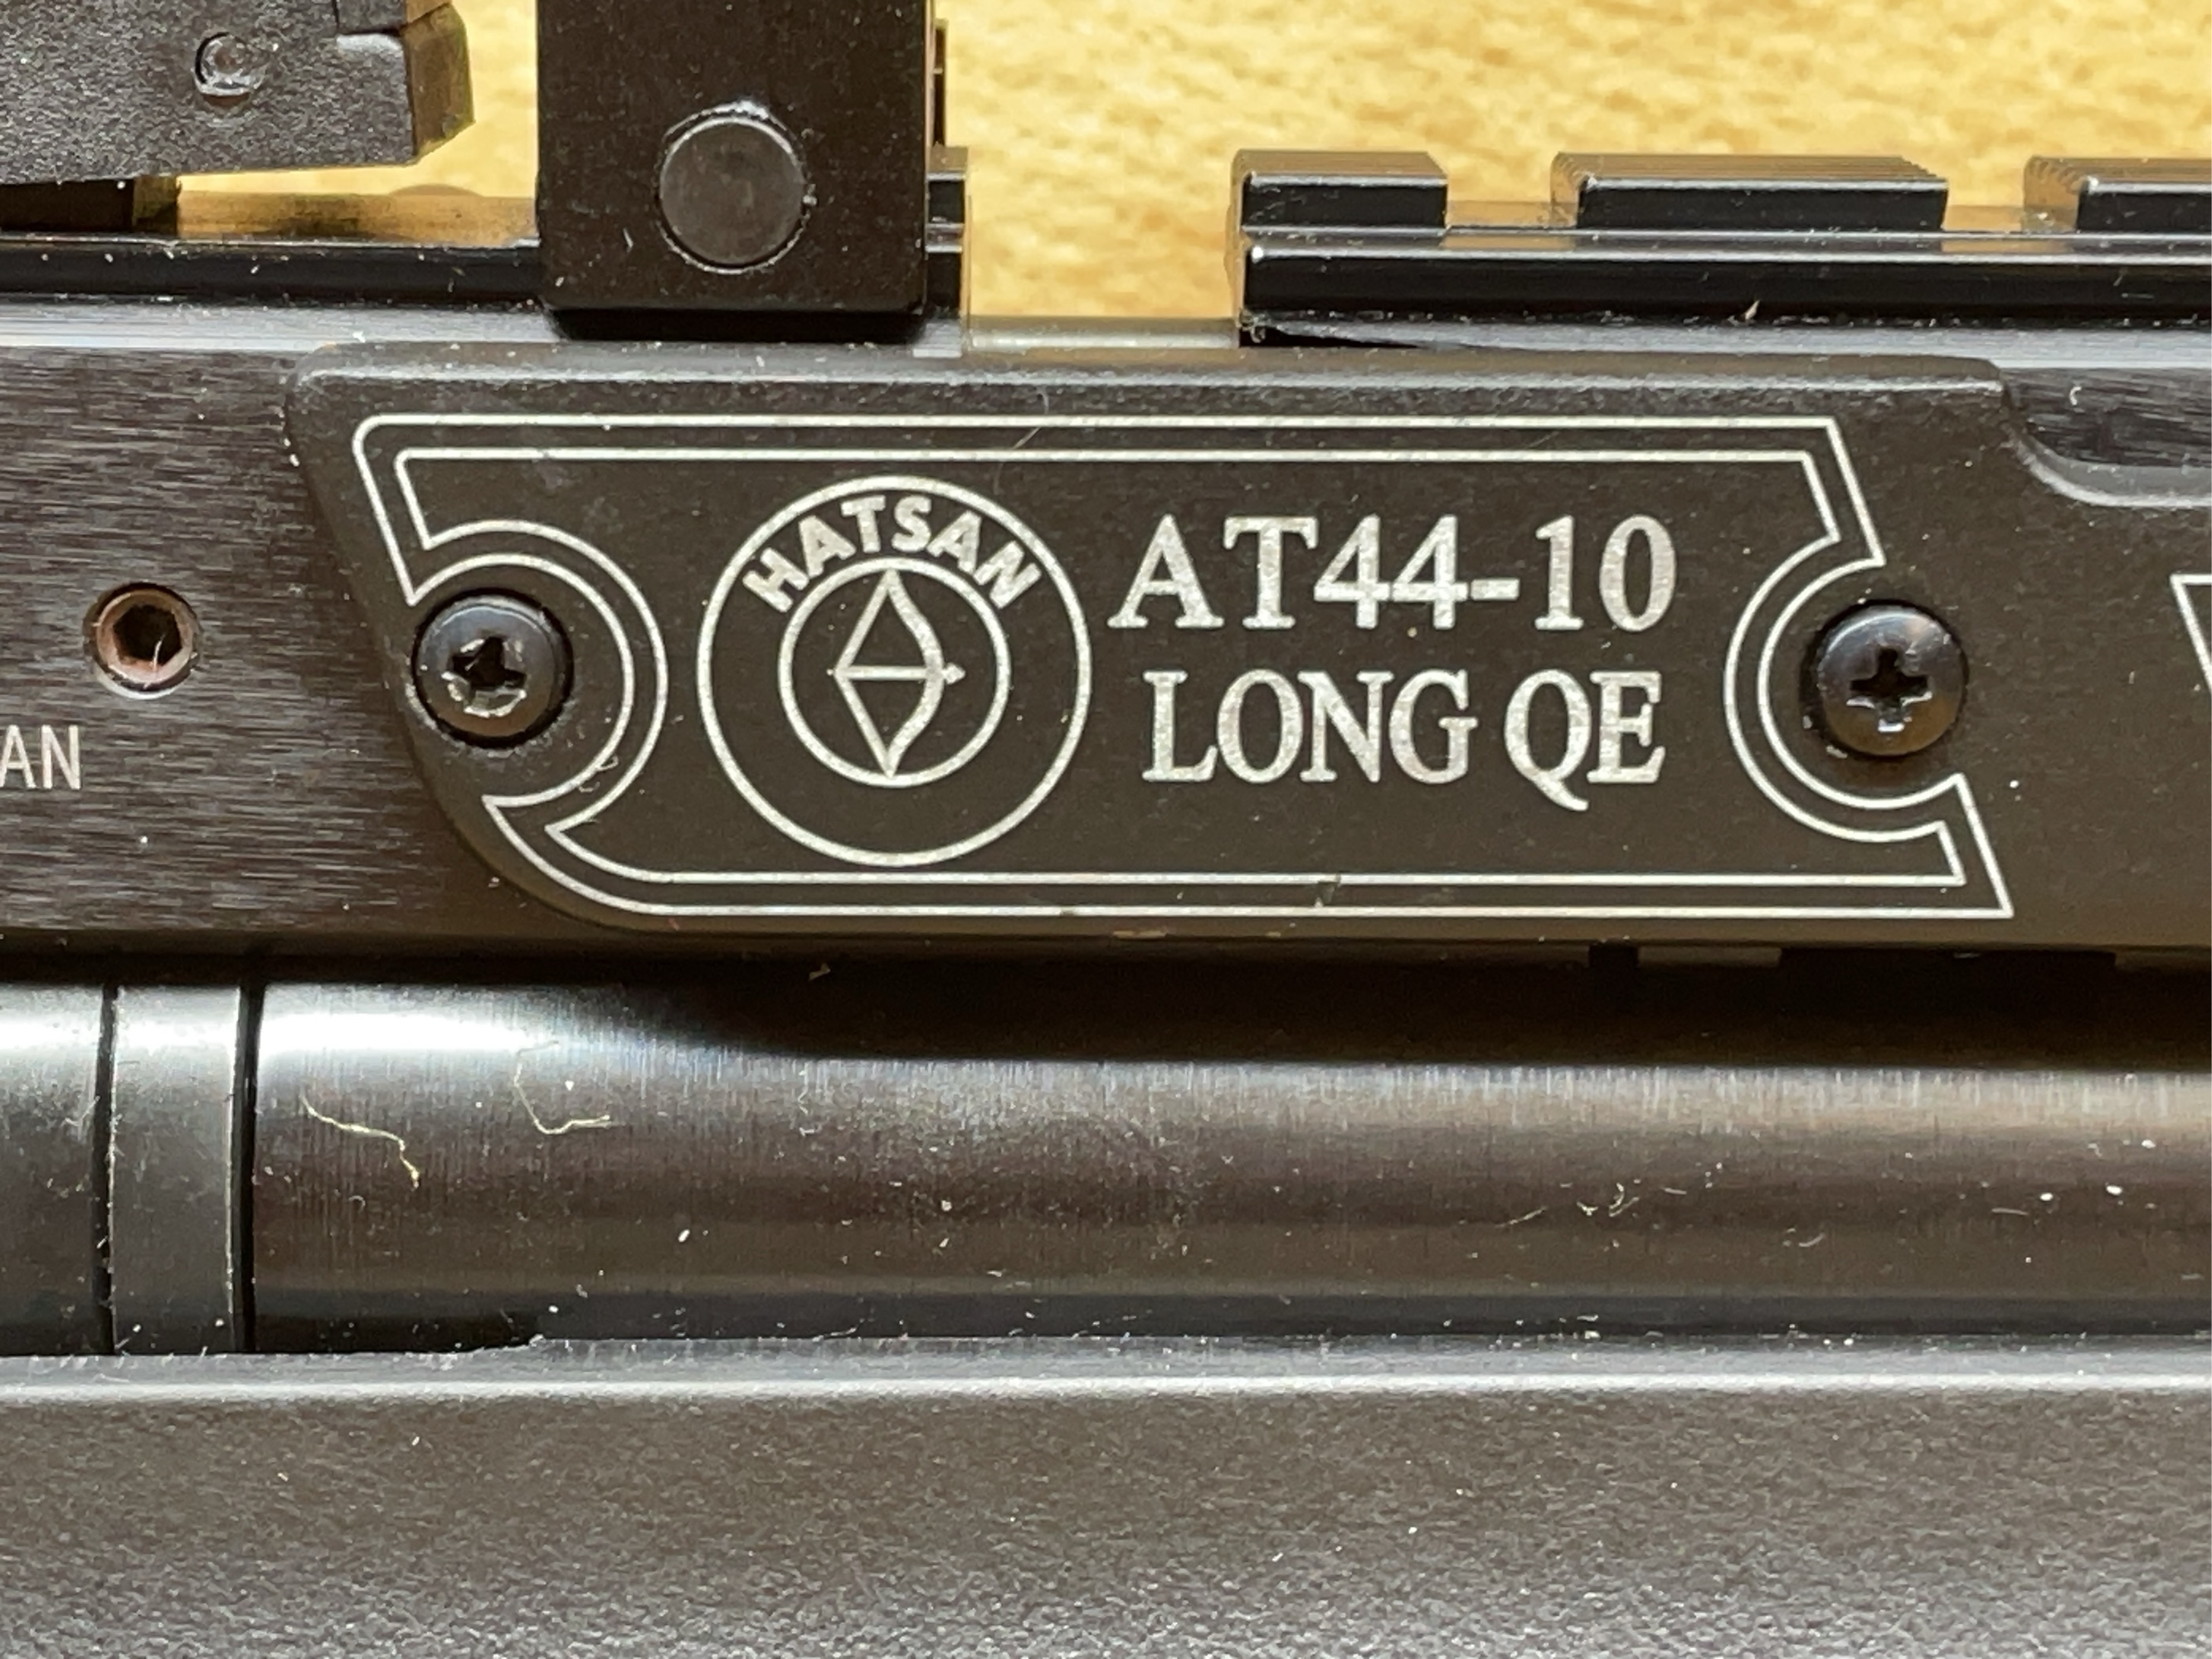 HATSAN
AT44-10
LONG QE
AN